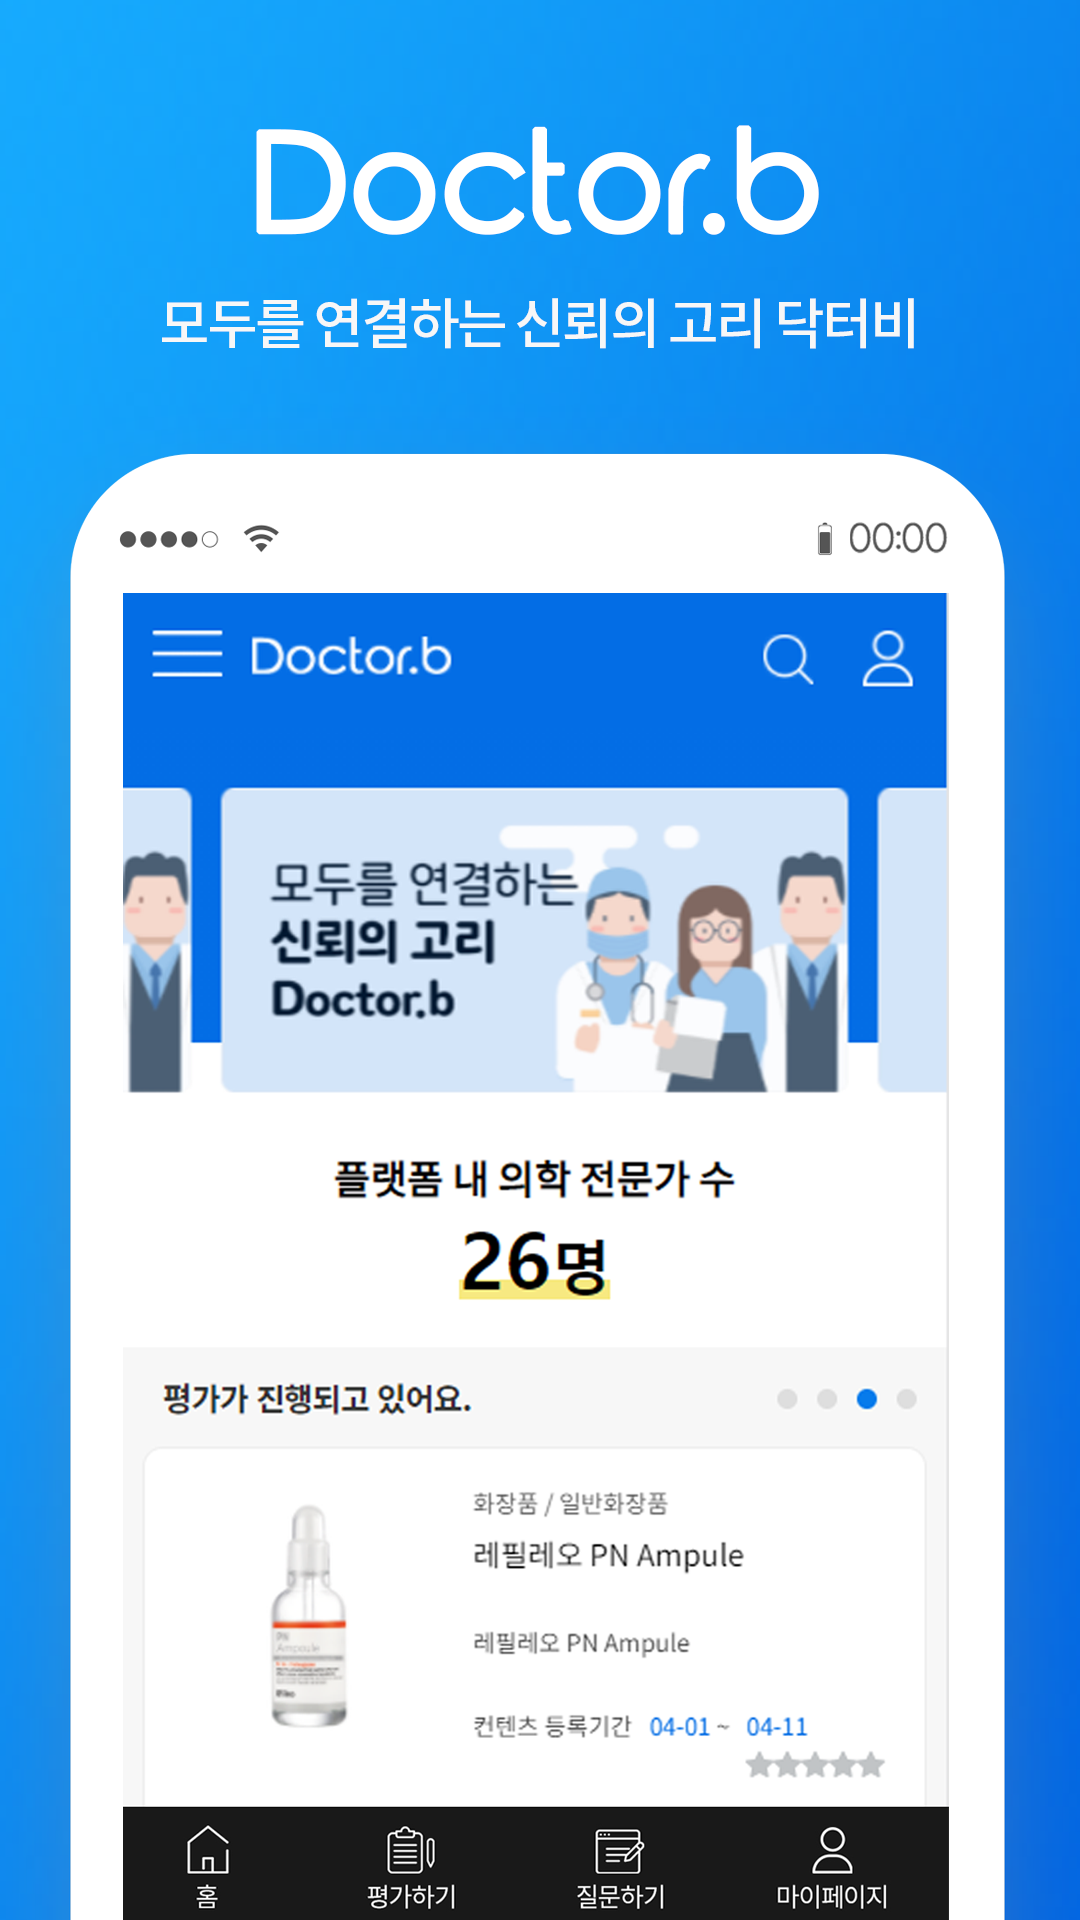 Doctor.b
모두를 연결하는 신뢰의 고리 닥터비
00:00
Doctor.b
모두를 연결하는
신뢰의 고리
Doctor.b
플랫폼 내 의학 전문가 수
26명
평가가 진행되고 있어요.
화장품 / 일반화장품
레필레오 PN Ampule
레필레오 PN Ampule
컨텐츠 등록기간 04-01 ~ 04-11
PN
Ampoule
홈 평가하기 질문하기 마이페이지